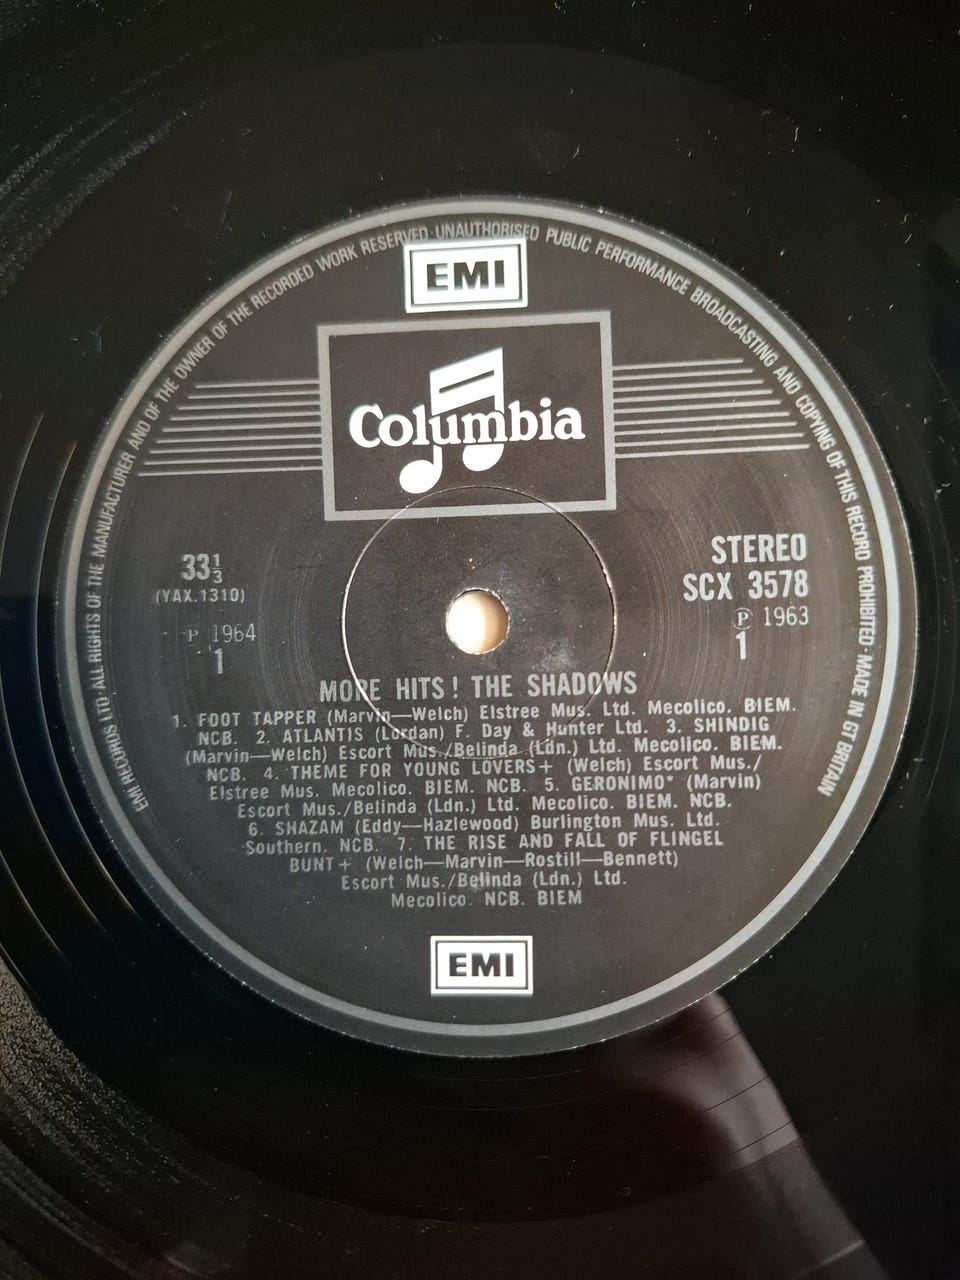 EMI RECORDS LTD·ALL RIGHTS OF THE MANUFACTURER AND OF THE OWNER OF THE RECORDED WORK RESERVED·UNAUTHORISED PUBLIC PERFORMANCE BROADCASTING AND COPYING OF THIS RECORD PROHIBITED·MADE IN GT BRITAIN
EMI
Columbia
33⅓
(YAX.1310)
℗ 1964
1
STEREO
SCX 3578
℗ 1963
1
MORE HITS! THE SHADOWS
1. FOOT TAPPER (Marvin—Welch) Elstree Mus. Ltd. Mecolico. BIEM.
NCB. 2. ATLANTIS (Lordan) F. Day & Hunter Ltd. 3. SHINDIG
(Marvin—Welch) Escort Mus./Belinda (Ldn.) Ltd. Mecolico. BIEM.
NCB. 4. THEME FOR YOUNG LOVERS+ (Welch) Escort Mus./
Elstree Mus. Mecolico. BIEM. NCB. 5. GERONIMO* (Marvin)
Escort Mus./Belinda (Ldn.) Ltd. Mecolico. BIEM. NCB.
6. SHAZAM (Eddy—Hazlewood) Burlington Mus. Ltd.
Southern. NCB. 7. THE RISE AND FALL OF FLINGEL
BUNT+ (Welch—Marvin—Rostill—Bennett)
Escort Mus./Belinda (Ldn.) Ltd.
Mecolico. NCB. BIEM
EMI